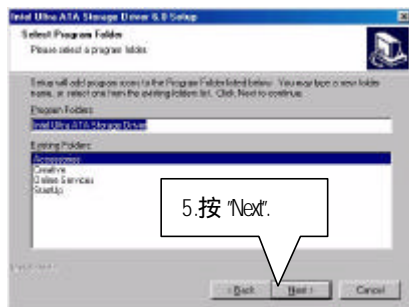 Intel Ultra ATA Storage Driver 6.0 Setup
Select Program Folder
Please select a program folder.
Setup will add program icons to the Program Folder listed below. You may type a new folder
name, or select one from the existing folders list. Click Next to continue.
Program Folders:
Intel Ultra ATA Storage Driver
Existing Folders:
Accessories
Creative
Online Services
StartUp
5.按 "Next".
< Back
Next >
Cancel